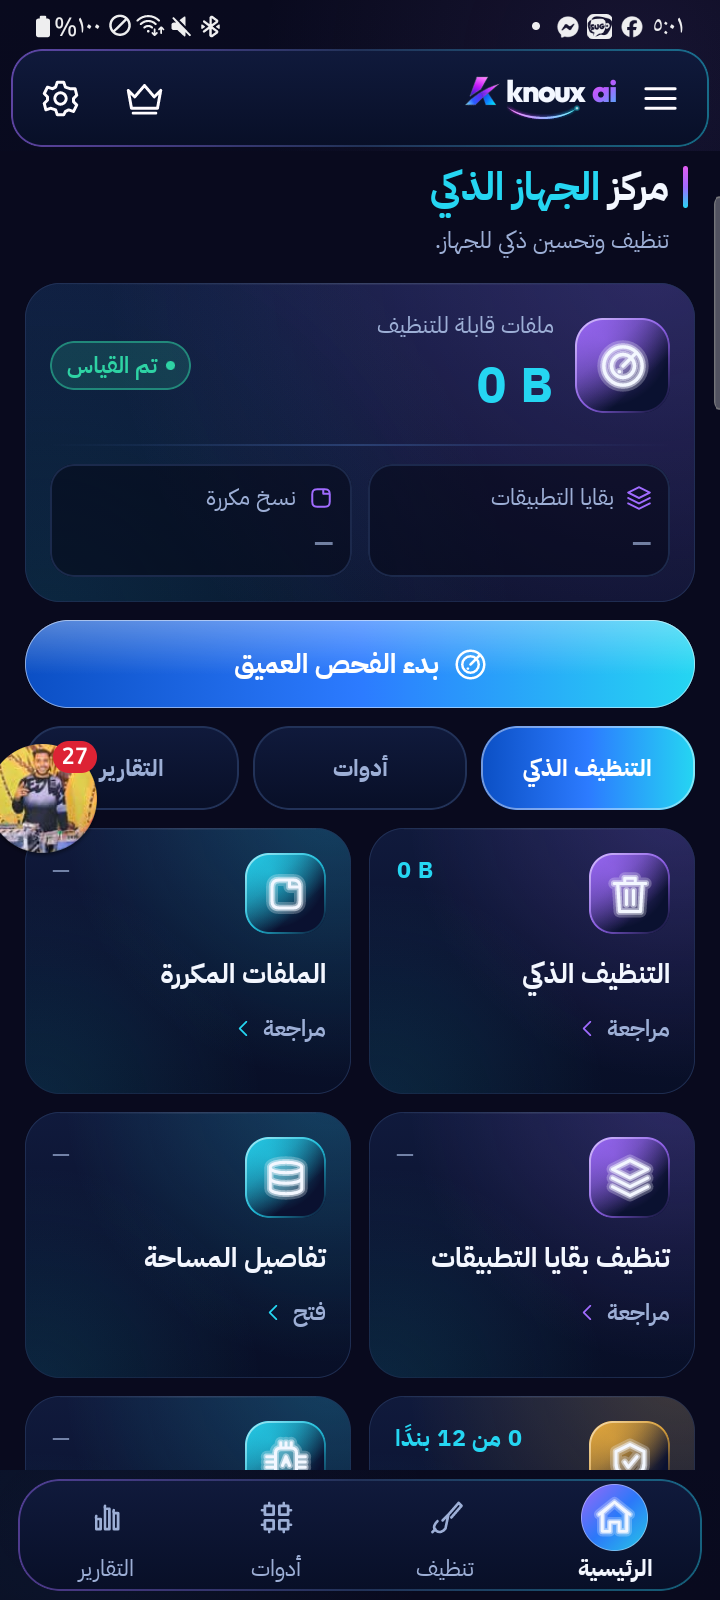 %١٠٠
٥:٠١
knoux ai
مركز الجهاز الذكي
تنظيف وتحسين ذكي للجهاز.
ملفات قابلة للتنظيف
0 B
تم القياس
بقايا التطبيقات
—
نسخ مكررة
—
بدء الفحص العميق
التنظيف الذكي
أدوات
التقارير
27
0 B
التنظيف الذكي
مراجعة
—
الملفات المكررة
مراجعة
—
تنظيف بقايا التطبيقات
مراجعة
—
تفاصيل المساحة
فتح
0 من 12 بندًا
—
الرئيسية
تنظيف
أدوات
التقارير